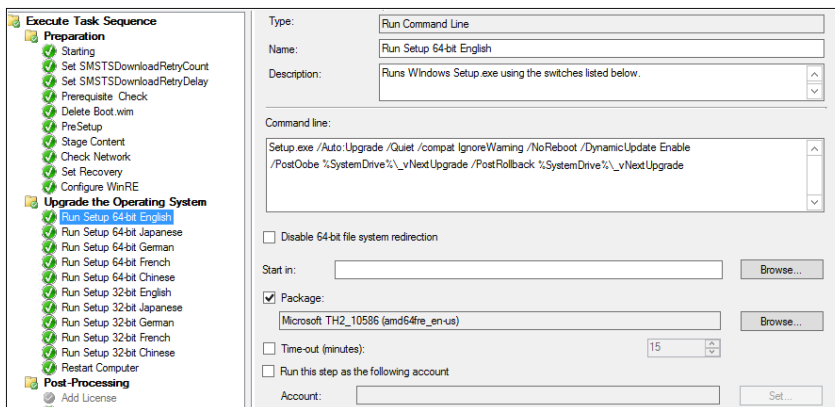 Execute Task Sequence
Preparation
Starting
Set SMSTSDownloadRetryCount
Set SMSTSDownloadRetryDelay
Prerequisite Check
Delete Boot.wim
PreSetup
Stage Content
Check Network
Set Recovery
Configure WinRE
Upgrade the Operating System
Run Setup 64-bit English
Run Setup 64-bit Japanese
Run Setup 64-bit German
Run Setup 64-bit French
Run Setup 64-bit Chinese
Run Setup 32-bit English
Run Setup 32-bit Japanese
Run Setup 32-bit German
Run Setup 32-bit French
Run Setup 32-bit Chinese
Restart Computer
Post-Processing
Add License
Type: Run Command Line
Name: Run Setup 64-bit English
Description: Runs WIndows Setup.exe using the switches listed below.
Command line:
Setup.exe /Auto:Upgrade /Quiet /compat IgnoreWarning /NoReboot /DynamicUpdate Enable
/PostOobe %SystemDrive%\_vNextUpgrade /PostRollback %SystemDrive%\_vNextUpgrade
Disable 64-bit file system redirection
Start in: Browse...
Package:
Microsoft TH2_10586 (amd64fre_en-us) Browse...
Time-out (minutes): 15
Run this step as the following account
Account: Set...